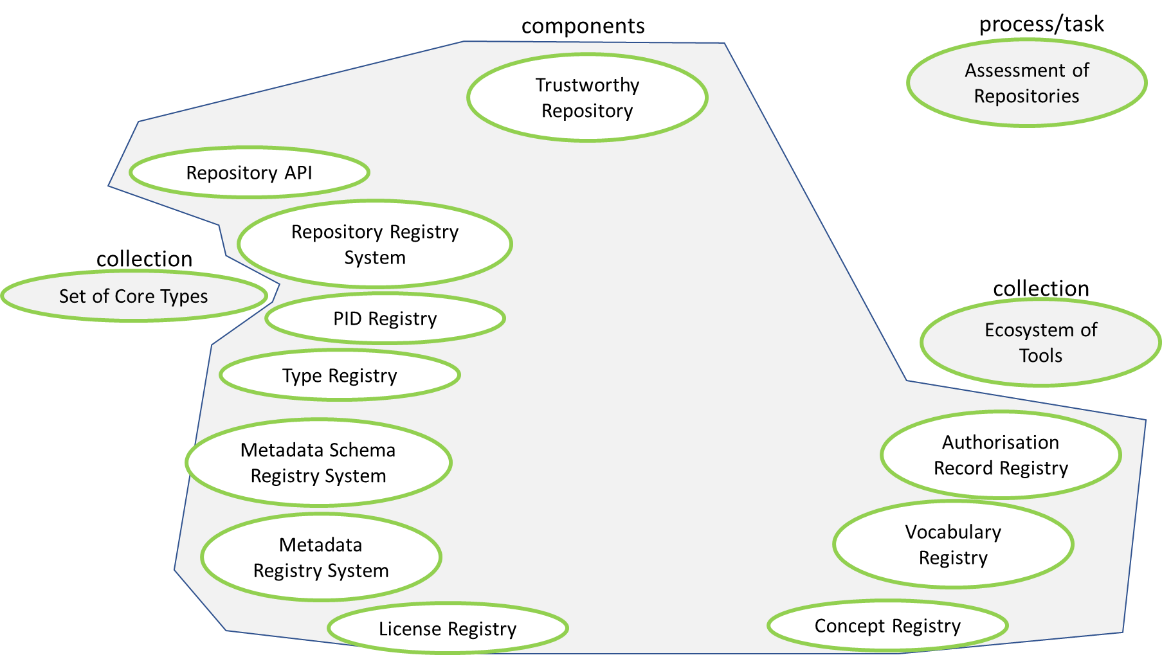 components
process/task
Trustworthy
Repository
Assessment of
Repositories
Repository API
Repository Registry
System
collection
Set of Core Types
PID Registry
collection
Ecosystem of
Tools
Type Registry
Metadata Schema
Registry System
Authorisation
Record Registry
Metadata
Registry System
Vocabulary
Registry
License Registry
Concept Registry